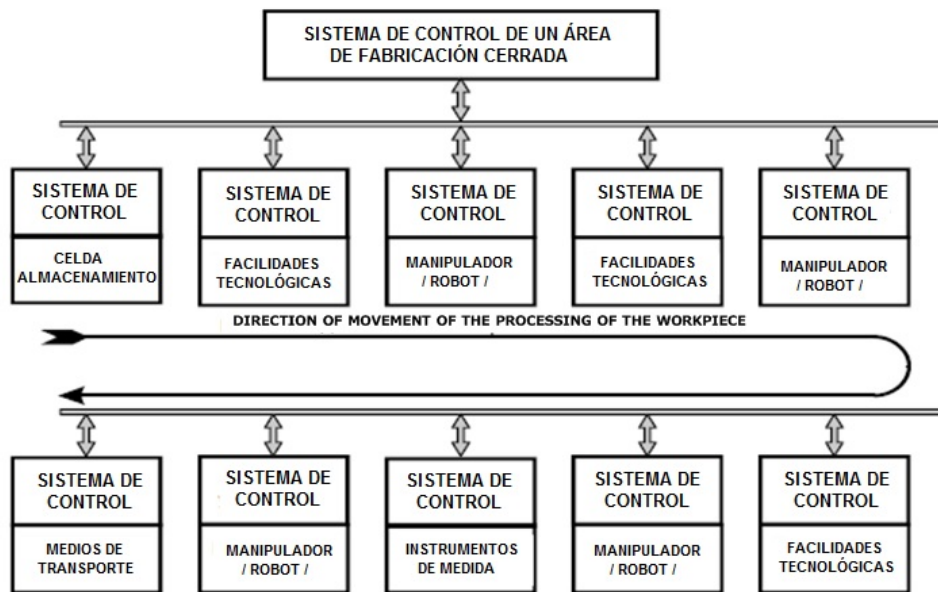 SISTEMA DE CONTROL DE UN ÁREA
DE FABRICACIÓN CERRADA
SISTEMA DE
CONTROL
CELDA
ALMACENAMIENTO
SISTEMA DE
CONTROL
FACILIDADES
TECNOLÓGICAS
SISTEMA DE
CONTROL
MANIPULADOR
/ ROBOT /
SISTEMA DE
CONTROL
FACILIDADES
TECNOLÓGICAS
SISTEMA DE
CONTROL
MANIPULADOR
/ ROBOT /
DIRECTION OF MOVEMENT OF THE PROCESSING OF THE WORKPIECE
SISTEMA DE
CONTROL
MEDIOS DE
TRANSPORTE
SISTEMA DE
CONTROL
MANIPULADOR
/ ROBOT /
SISTEMA DE
CONTROL
INSTRUMENTOS
DE MEDIDA
SISTEMA DE
CONTROL
MANIPULADOR
/ ROBOT /
SISTEMA DE
CONTROL
FACILIDADES
TECNOLÓGICAS